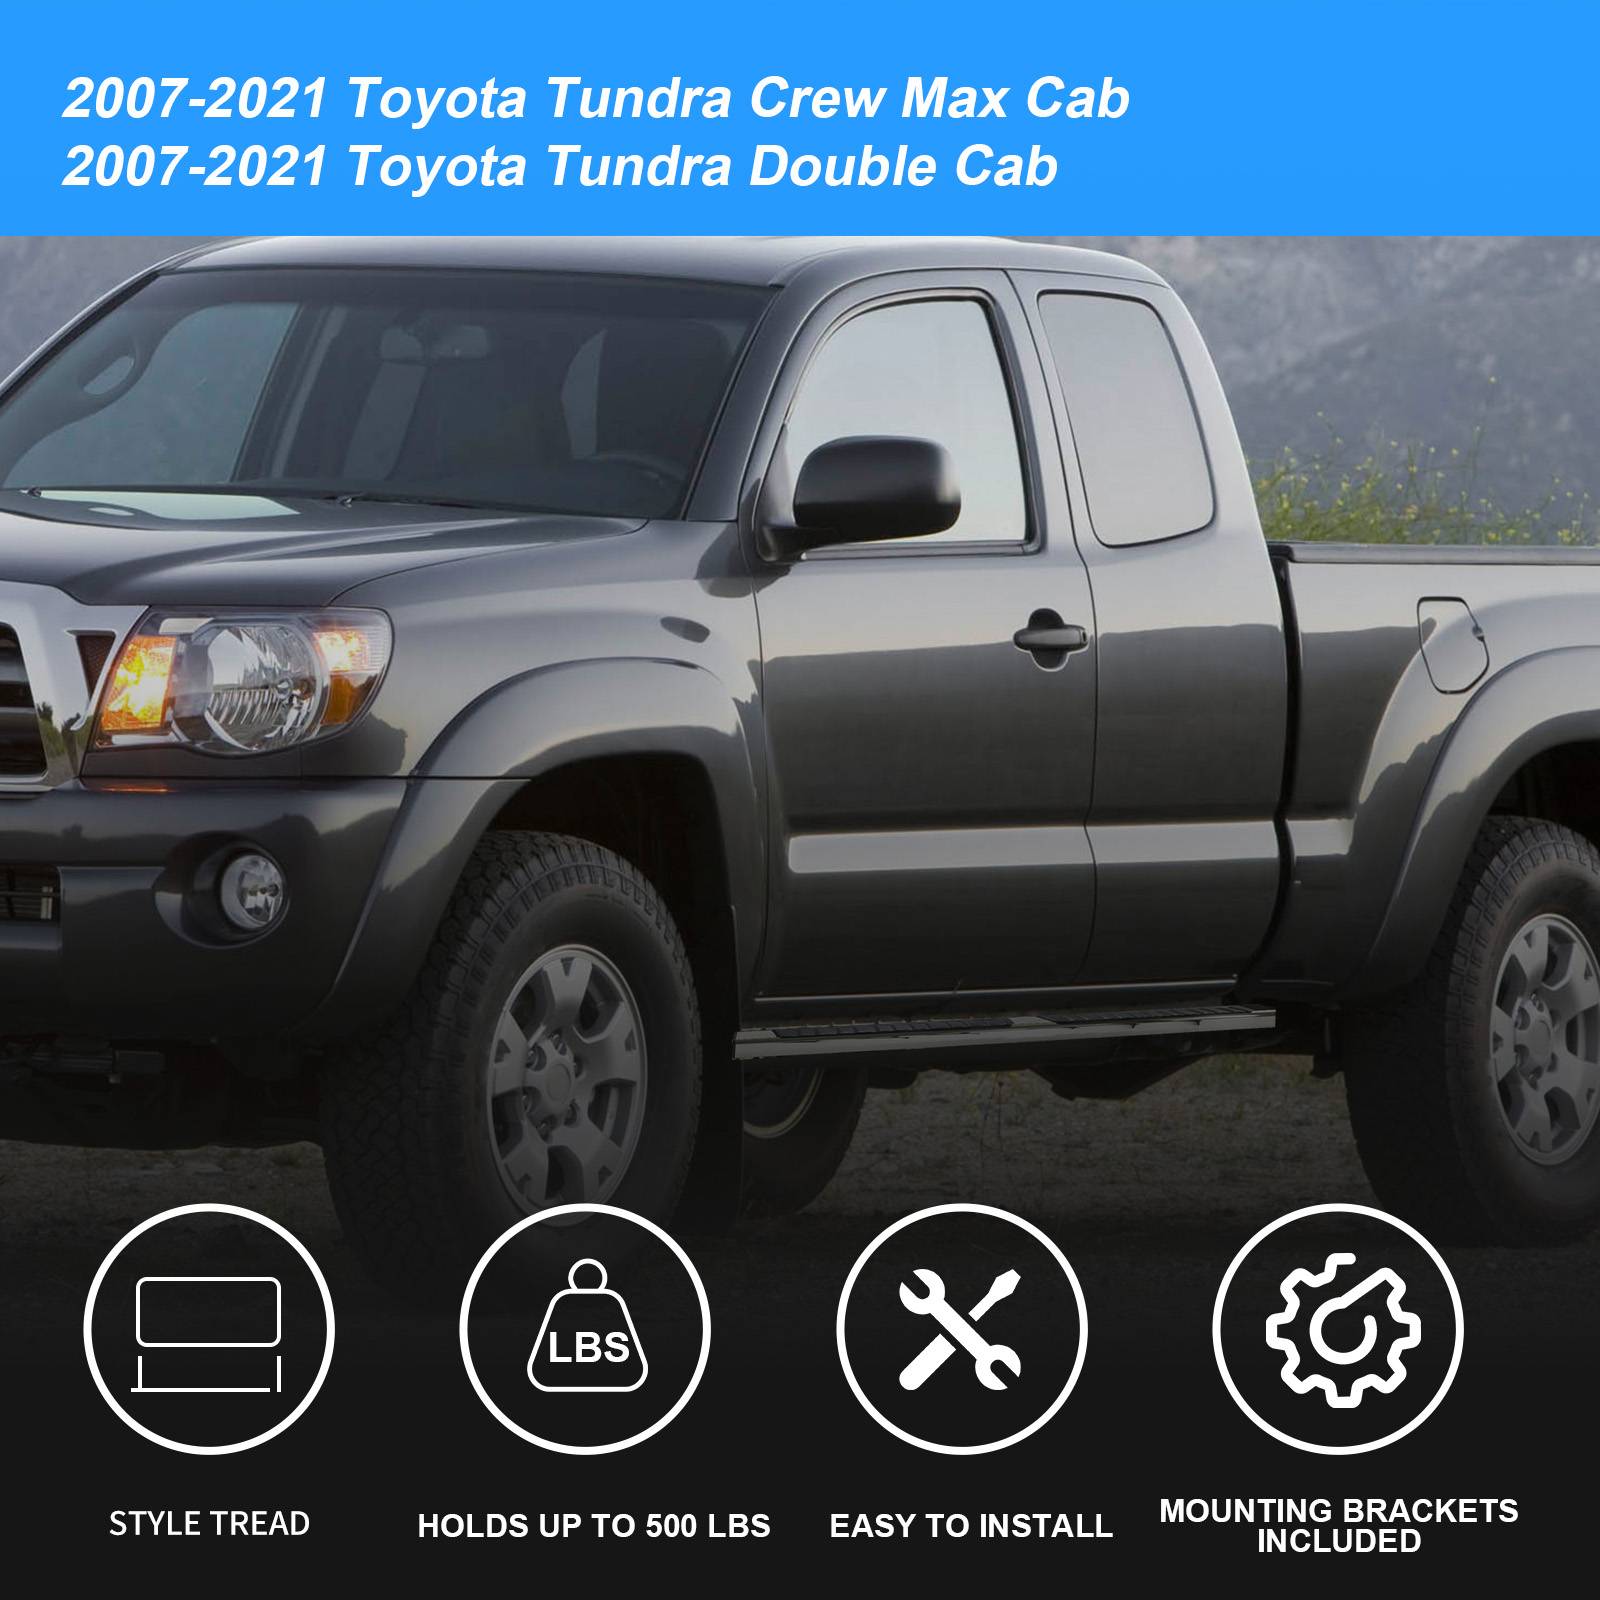 2007-2021 Toyota Tundra Crew Max Cab
2007-2021 Toyota Tundra Double Cab
LBS
STYLE TREAD
HOLDS UP TO 500 LBS
EASY TO INSTALL
MOUNTING BRACKETS
INCLUDED